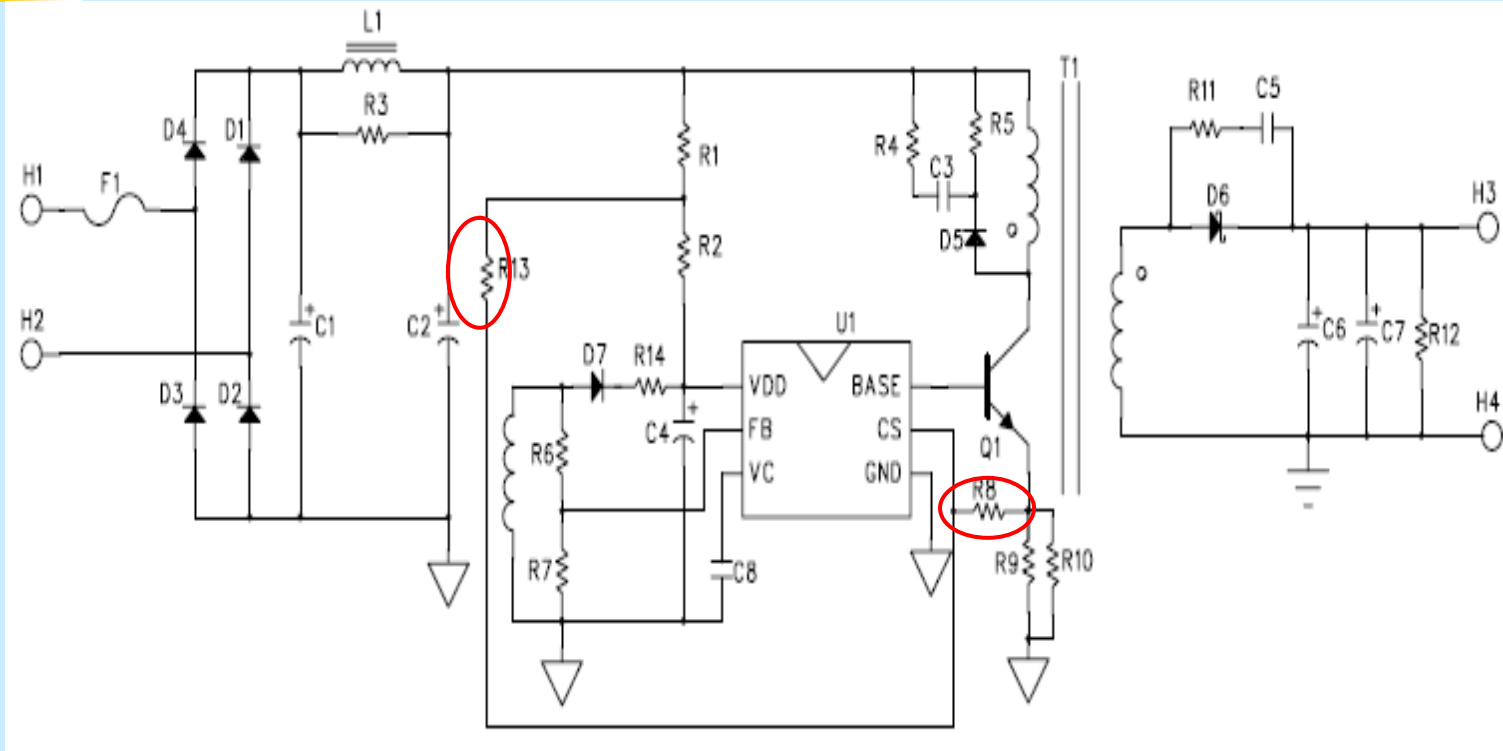 L1
T1
R3
R11
C5
D4
D1
R4
R5
R1
C3
H1
F1
D6
H3
D5
R2
R13
H2
C1
C2
U1
C6
C7
R12
D7
R14
VDD
BASE
D3
D2
H4
C4
FB
CS
R6
Q1
VC
GND
R8
R7
C8
R9
R10